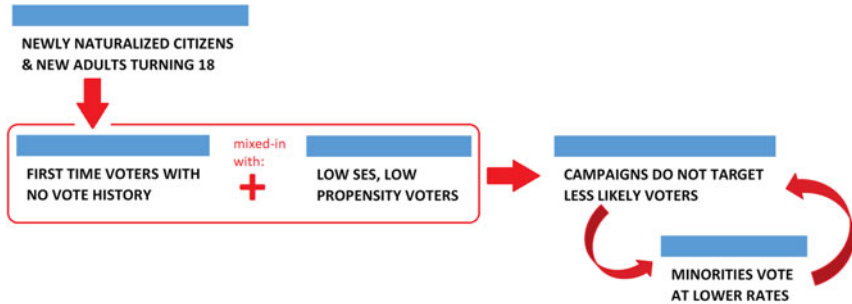 NEWLY NATURALIZED CITIZENS
& NEW ADULTS TURNING 18
FIRST TIME VOTERS WITH
NO VOTE HISTORY
mixed-in
with:
+
LOW SES, LOW
PROPENSITY VOTERS
CAMPAIGNS DO NOT TARGET
LESS LIKELY VOTERS
MINORITIES VOTE
AT LOWER RATES